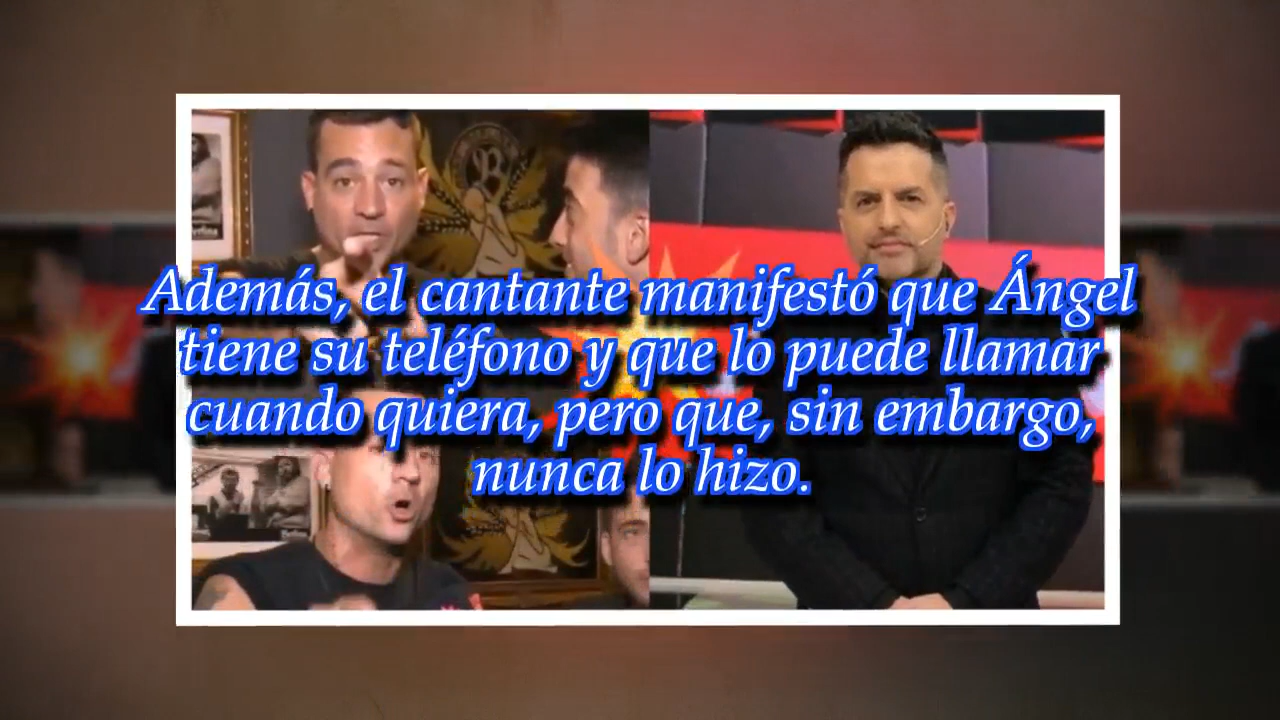 Además, el cantante manifestó que Ángel
tiene su teléfono y que lo puede llamar
cuando quiera, pero que, sin embargo,
nunca lo hizo.